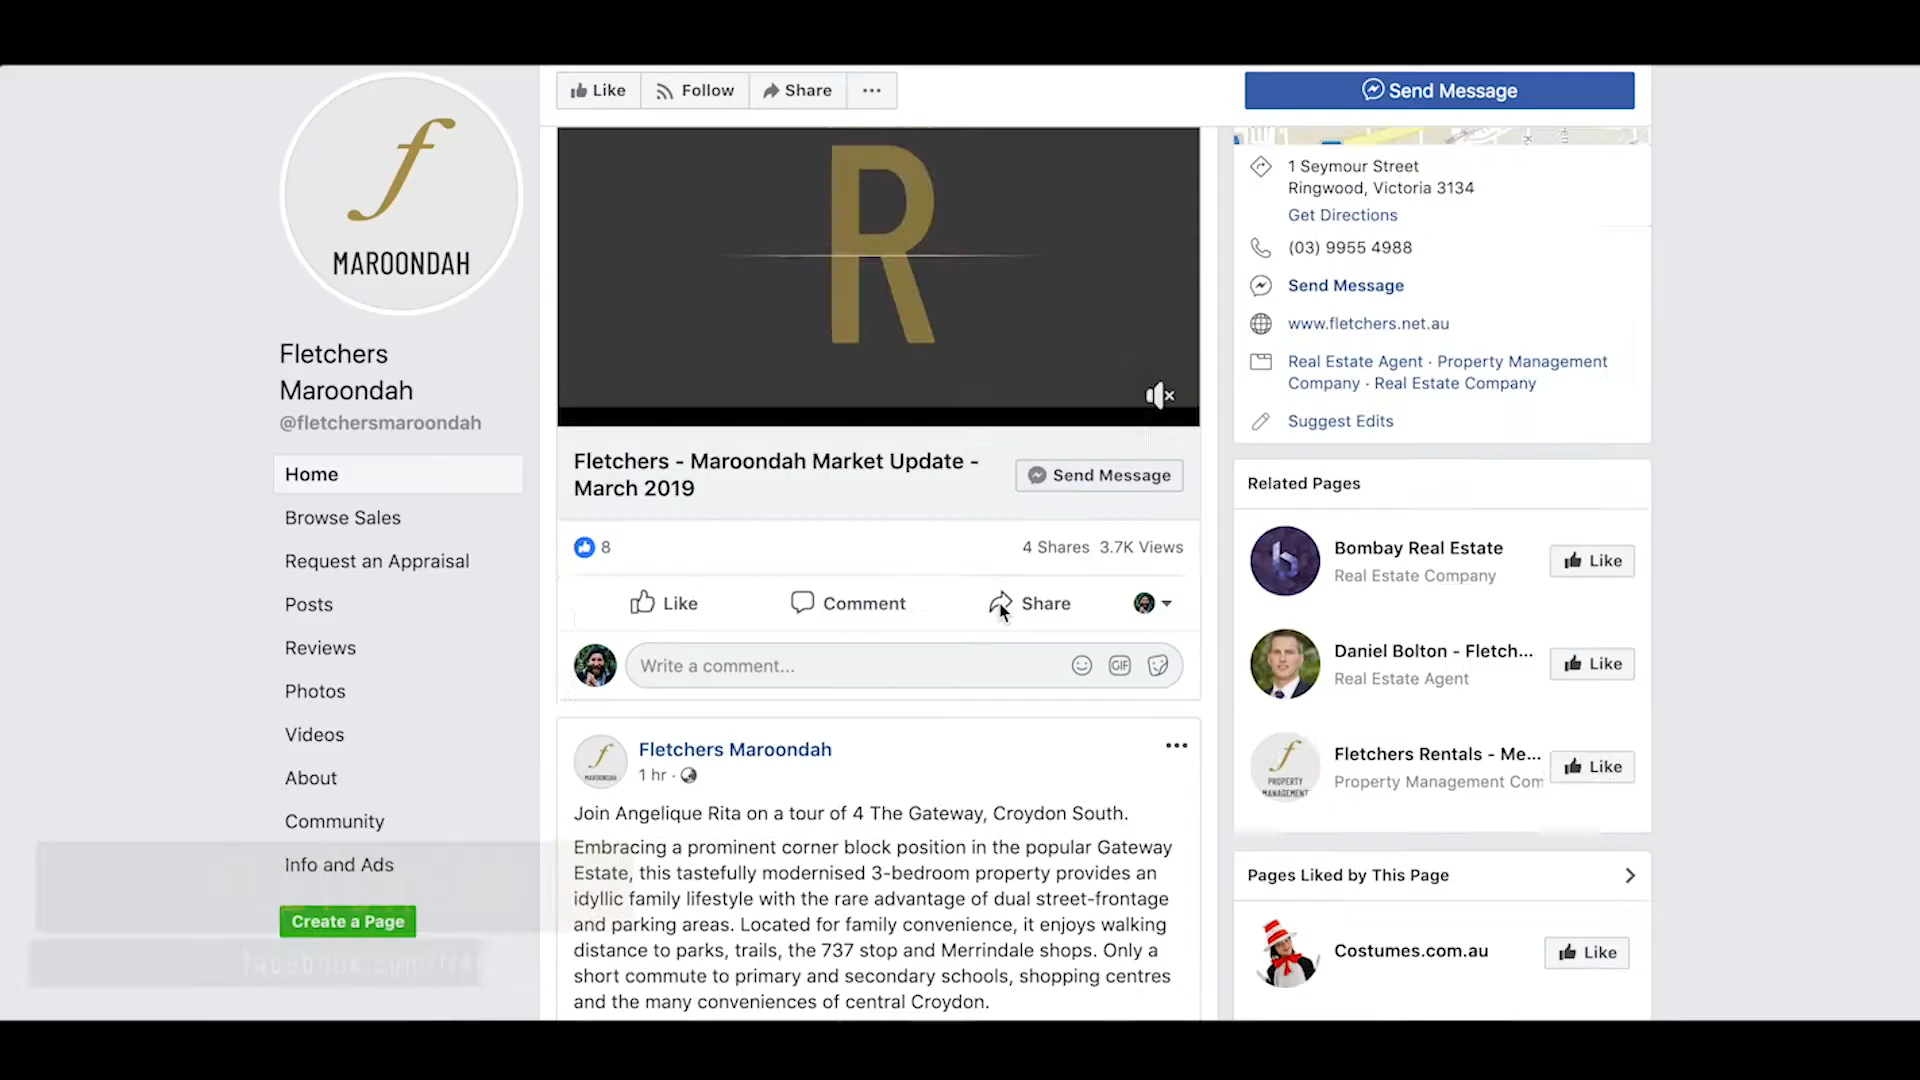 f
MAROONDAH
Fletchers
Maroondah
@fletchersmaroondah
Home
Browse Sales
Request an Appraisal
Posts
Reviews
Photos
Videos
About
Community
Info and Ads
Create a Page
Like
Follow
Share
R
Fletchers - Maroondah Market Update -
March 2019
Send Message
8
4 Shares 3.7K Views
Like
Comment
Share
Write a comment...
GIF
f
MAROONDAH
Fletchers Maroondah
1 hr ·
Join Angelique Rita on a tour of 4 The Gateway, Croydon South.
Embracing a prominent corner block position in the popular Gateway
Estate, this tastefully modernised 3-bedroom property provides an
idyllic family lifestyle with the rare advantage of dual street-frontage
and parking areas. Located for family convenience, it enjoys walking
distance to parks, trails, the 737 stop and Merrindale shops. Only a
short commute to primary and secondary schools, shopping centres
and the many conveniences of central Croydon.
Send Message
1 Seymour Street
Ringwood, Victoria 3134
Get Directions
(03) 9955 4988
Send Message
www.fletchers.net.au
Real Estate Agent · Property Management
Company · Real Estate Company
Suggest Edits
Related Pages
b
Bombay Real Estate
Real Estate Company
Like
Daniel Bolton - Fletch...
Real Estate Agent
Like
f
PROPERTY
MANAGEMENT
Fletchers Rentals - Me...
Property Management Com
Like
Pages Liked by This Page
Costumes.com.au
Like